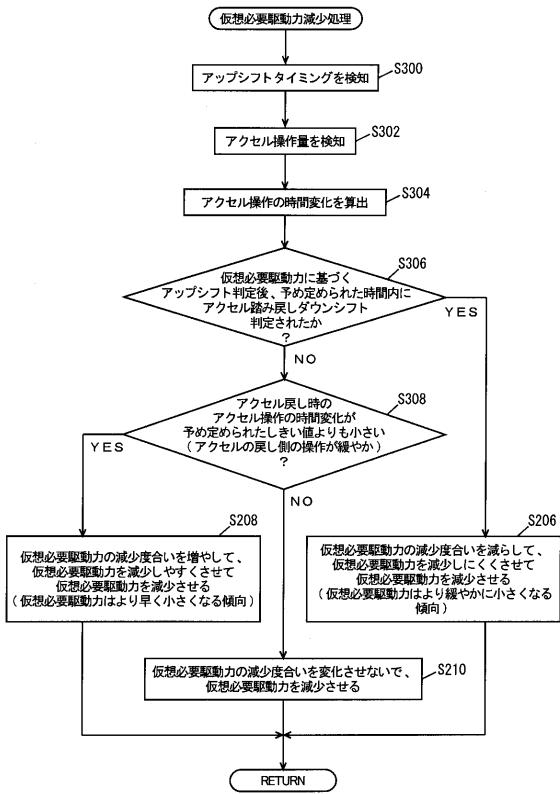 仮想必要駆動力減少処理
S300
アップシフトタイミングを検知
S302
アクセル操作量を検知
S304
アクセル操作の時間変化を算出
S306
仮想必要駆動力に基づく
アップシフト判定後、予め定められた時間内に
アクセル踏み戻しダウンシフト
判定されたか
?
YES
NO
S308
アクセル戻し時の
アクセル操作の時間変化が
予め定められたしきい値よりも小さい
(アクセルの戻し側の操作が緩やか)
?
YES
NO
S208
仮想必要駆動力の減少度合いを増やして、
仮想必要駆動力を減少しやすくさせて
仮想必要駆動力を減少させる
(仮想必要駆動力はより早く小さくなる傾向)
S206
仮想必要駆動力の減少度合いを減らして、
仮想必要駆動力を減少しにくくさせて
仮想必要駆動力を減少させる
(仮想必要駆動力はより緩やかに小さくなる
傾向)
S210
仮想必要駆動力の減少度合いを変化させないで、
仮想必要駆動力を減少させる
RETURN